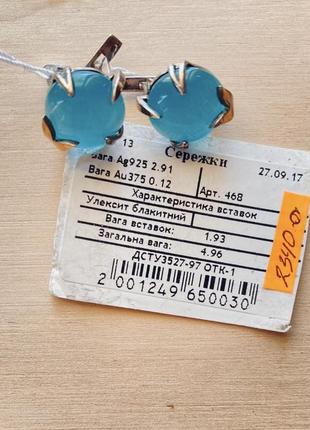 13 Сережки
Вага Ag925 2.91 27.09.17
Вага Au375 0.12 Арт. 468
Характеристика вставок
Улексит блакитний
Вага вставок: 1.93
Загальна вага: 4.96
ДСТУ3527-97 ОТК-1
2 001249 650030
2340